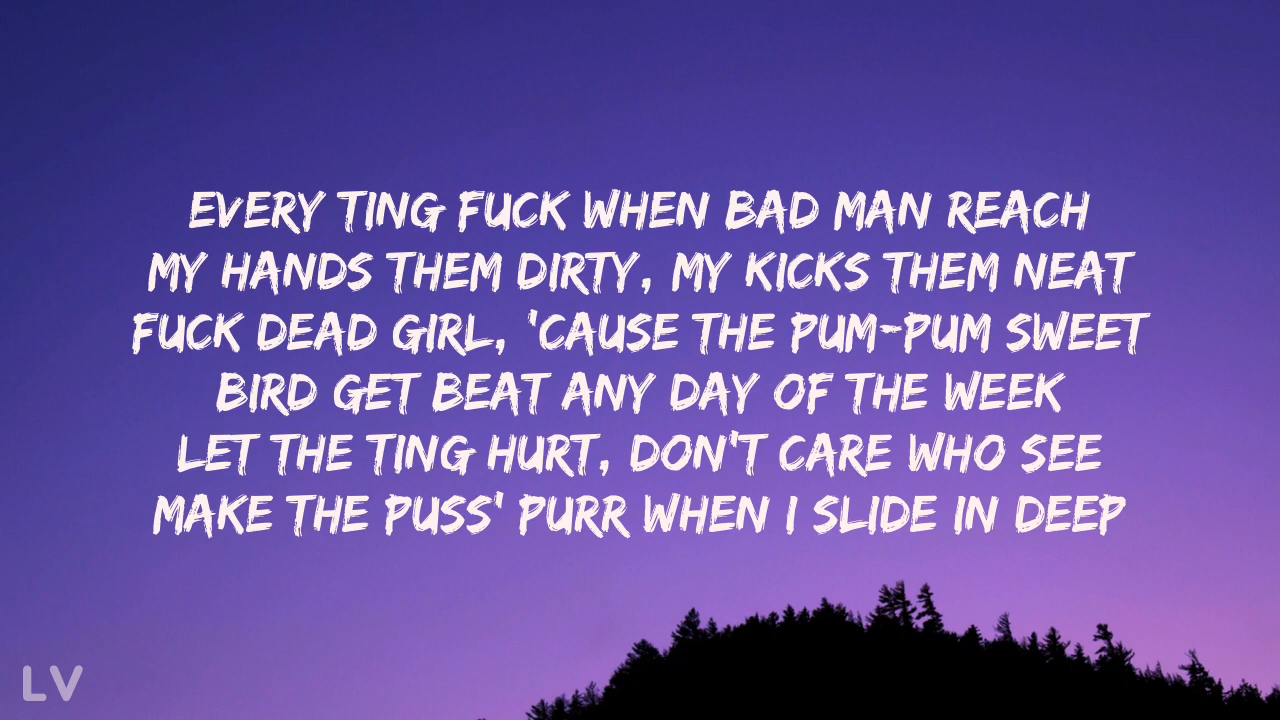 EVERY TING FUCK WHEN BAD MAN REACH
MY HANDS THEM DIRTY, MY KICKS THEM NEAT
FUCK DEAD GIRL, 'CAUSE THE PUM-PUM SWEET
BIRD GET BEAT ANY DAY OF THE WEEK
LET THE TING HURT, DON'T CARE WHO SEE
MAKE THE PUSS' PURR WHEN I SLIDE IN DEEP
LV